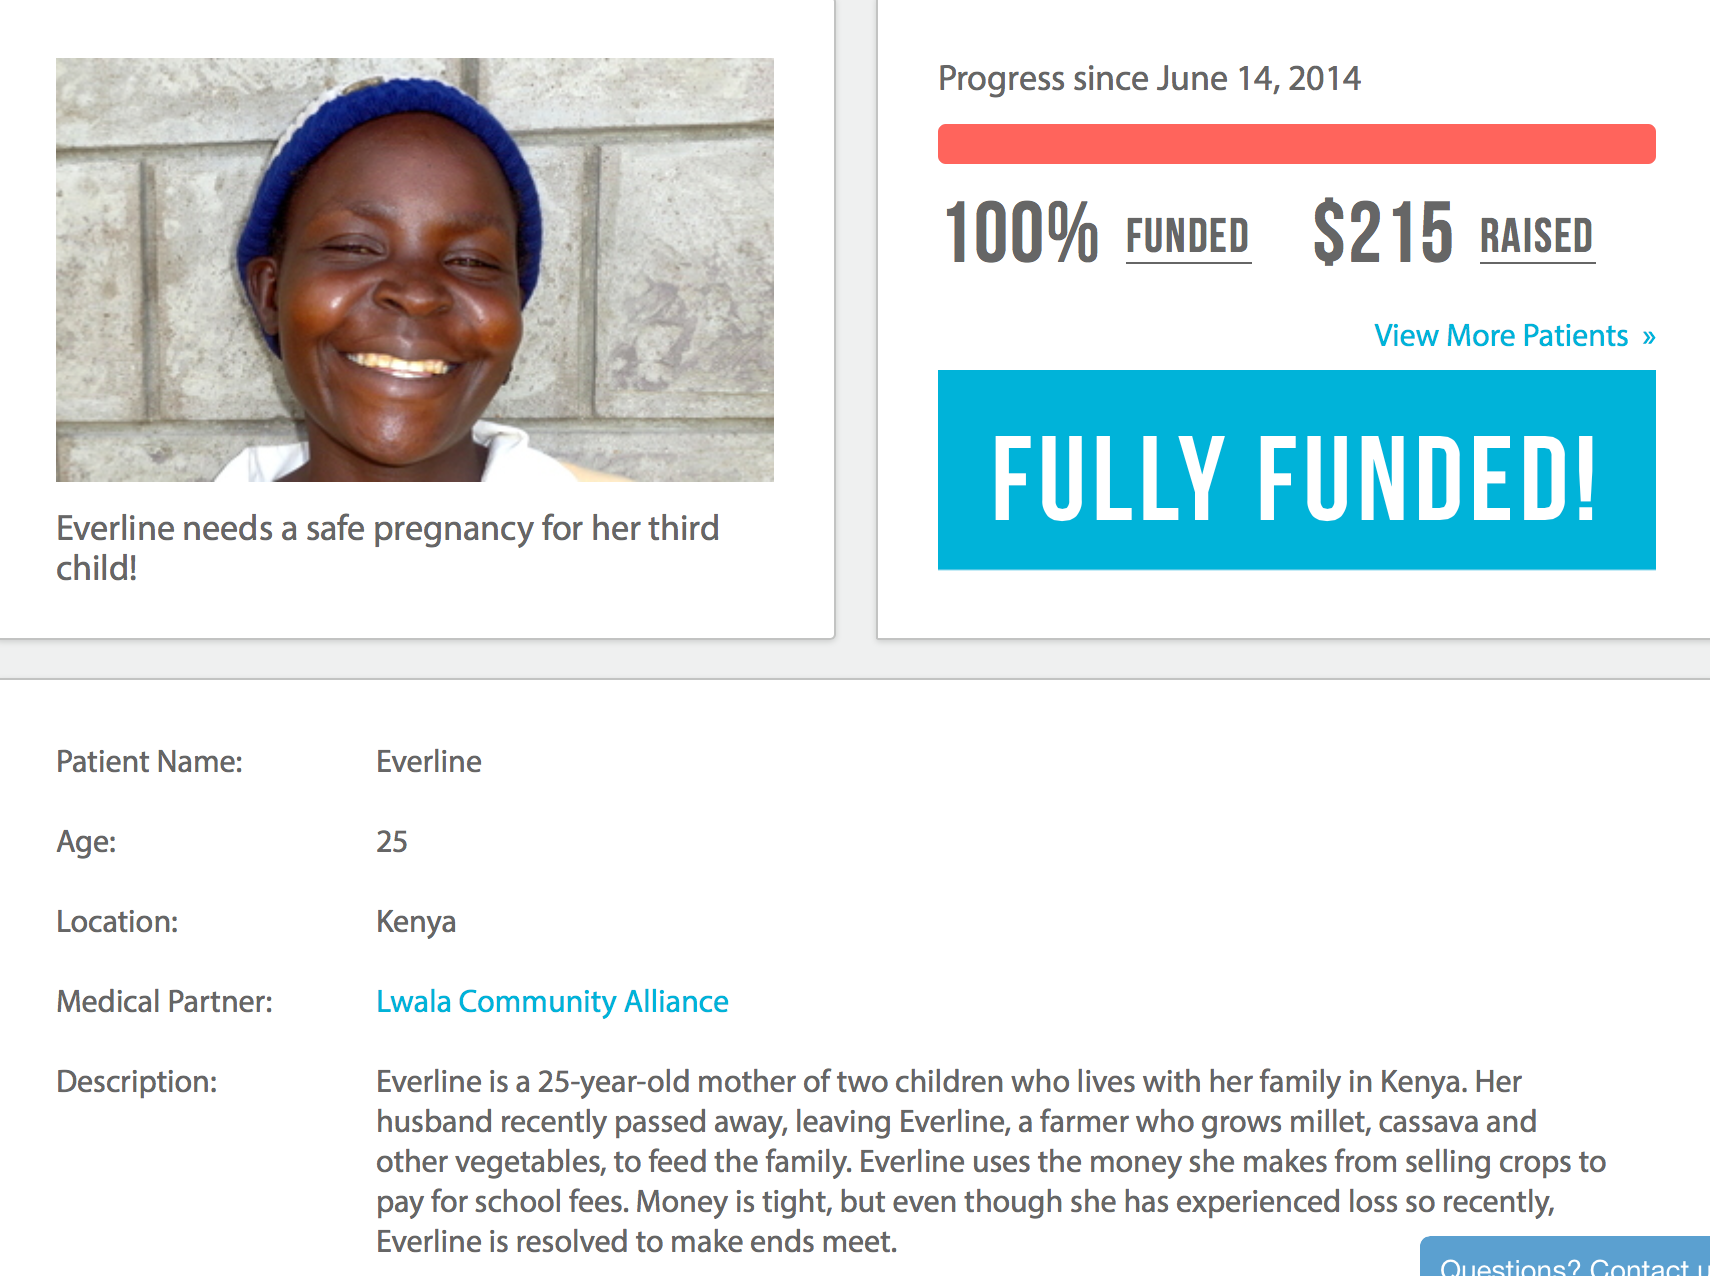 Everline needs a safe pregnancy for her third
child!
Progress since June 14, 2014
100% FUNDED $215 RAISED
View More Patients »
FULLY FUNDED!
Patient Name: Everline
Age: 25
Location: Kenya
Medical Partner: Lwala Community Alliance
Description: Everline is a 25-year-old mother of two children who lives with her family in Kenya. Her
husband recently passed away, leaving Everline, a farmer who grows millet, cassava and
other vegetables, to feed the family. Everline uses the money she makes from selling crops to
pay for school fees. Money is tight, but even though she has experienced loss so recently,
Everline is resolved to make ends meet.
Questions? Contact u